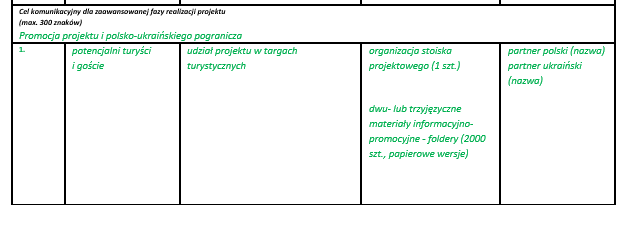 Cel komunikacyjny dla zaawansowanej fazy realizacji projektu
(max. 300 znaków)
Promocja projektu i polsko-ukraińskiego pogranicza
1.
potencjalni turyści
i goście
udział projektu w targach
turystycznych
organizacja stoiska
projektowego (1 szt.)
dwu- lub trzyjęzyczne
materiały informacyjno-
promocyjne - foldery (2000
szt., papierowe wersje)
partner polski (nazwa)
partner ukraiński
(nazwa)